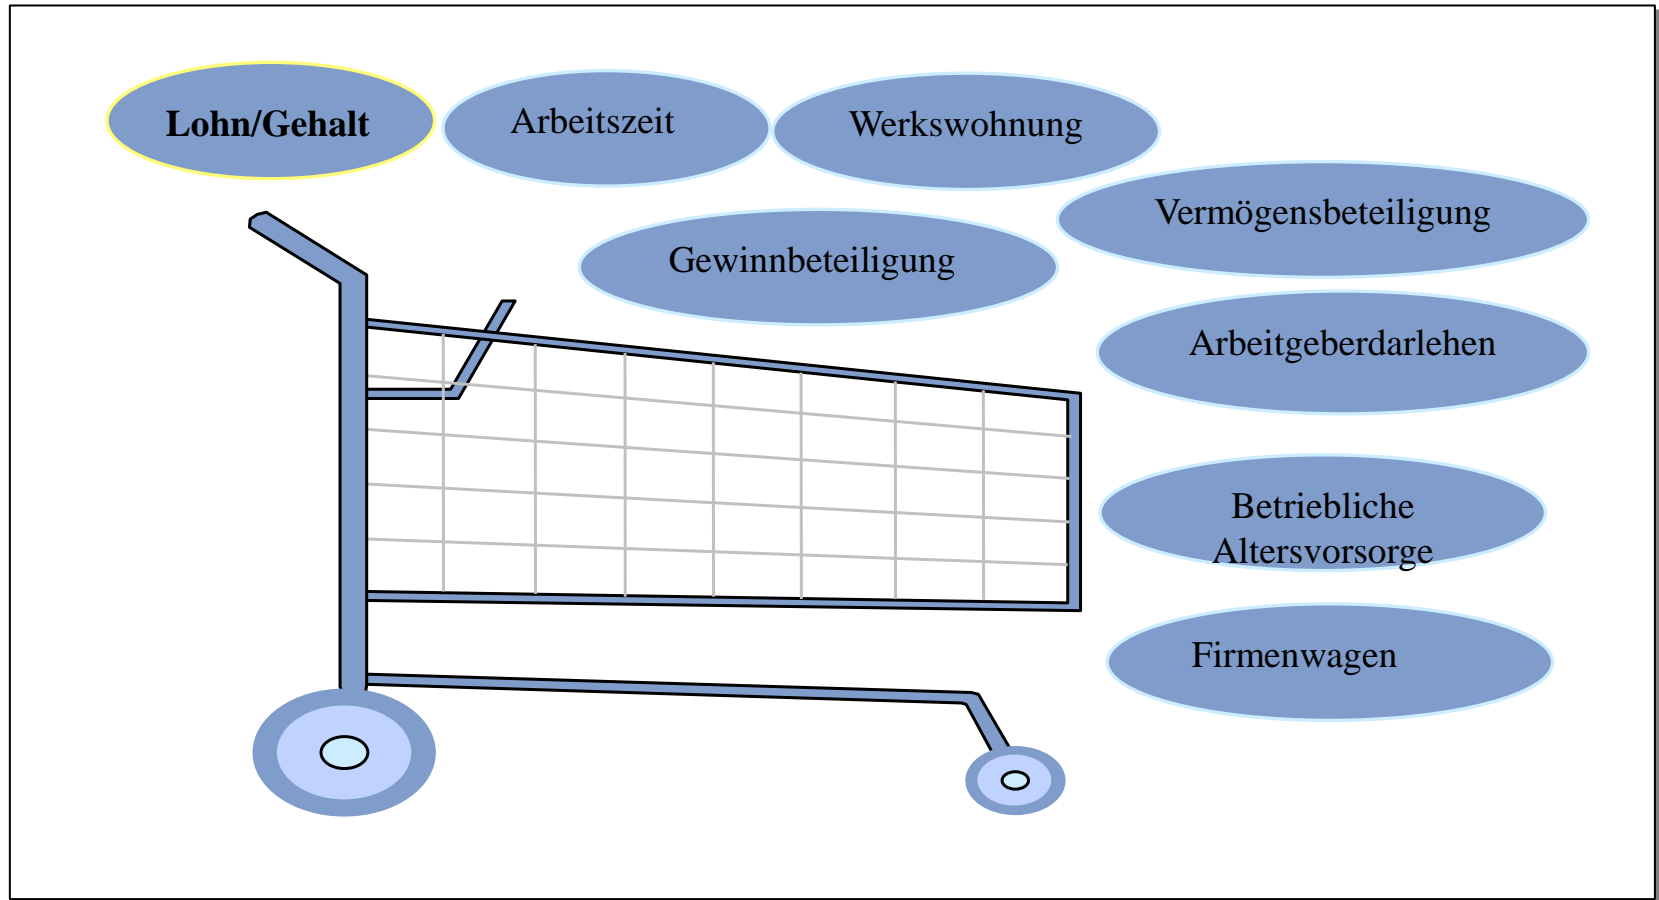 Lohn/Gehalt
Arbeitszeit
Werkswohnung
Vermögensbeteiligung
Gewinnbeteiligung
Arbeitgeberdarlehen
Betriebliche
Altersvorsorge
Firmenwagen